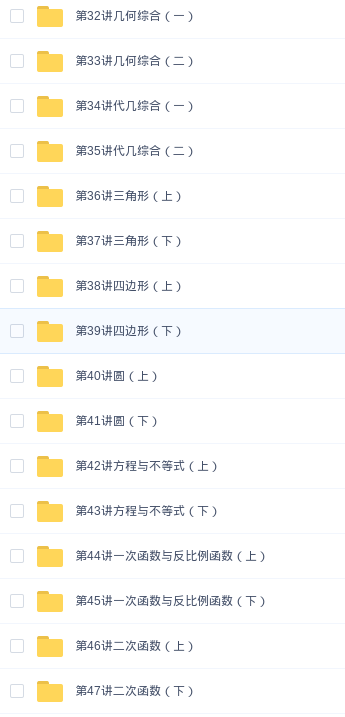 第32讲几何综合（一）
第33讲几何综合（二）
第34讲代几综合（一）
第35讲代几综合（二）
第36讲三角形（上）
第37讲三角形（下）
第38讲四边形（上）
第39讲四边形（下）
第40讲圆（上）
第41讲圆（下）
第42讲方程与不等式（上）
第43讲方程与不等式（下）
第44讲一次函数与反比例函数（上）
第45讲一次函数与反比例函数（下）
第46讲二次函数（上）
第47讲二次函数（下）